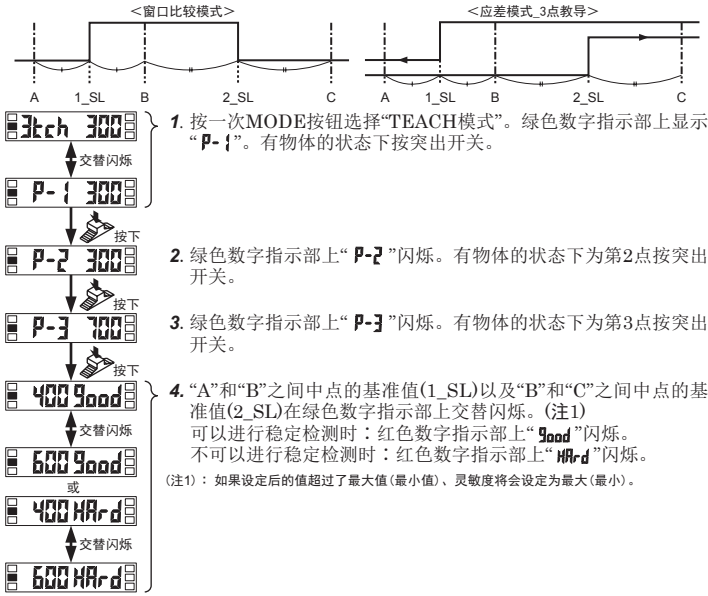 ＜窗口比较模式＞
＜应差模式_3点教导＞
A 1_SL B 2_SL C
A 1_SL B 2_SL C
3tch 300
交替闪烁
P-1 300
按下
P-2 300
按下
P-3 700
按下
400 good
交替闪烁
600 good
或
400 HArd
交替闪烁
600 HArd
1. 按一次MODE按钮选择“TEACH模式”。绿色数字指示部上显示
“P-1”。有物体的状态下按突出开关。
2. 绿色数字指示部上“P-2”闪烁。有物体的状态下为第2点按突出
开关。
3. 绿色数字指示部上“P-3”闪烁。有物体的状态下为第3点按突出
开关。
4. “A”和“B”之间中点的基准值(1_SL)以及“B”和“C”之间中点的基
准值(2_SL)在绿色数字指示部上交替闪烁。(注1)
可以进行稳定检测时：红色数字指示部上“good”闪烁。
不可以进行稳定检测时：红色数字指示部上“HArd”闪烁。
(注1)：如果设定后的值超过了最大值(最小值)、灵敏度将会设定为最大(最小)。